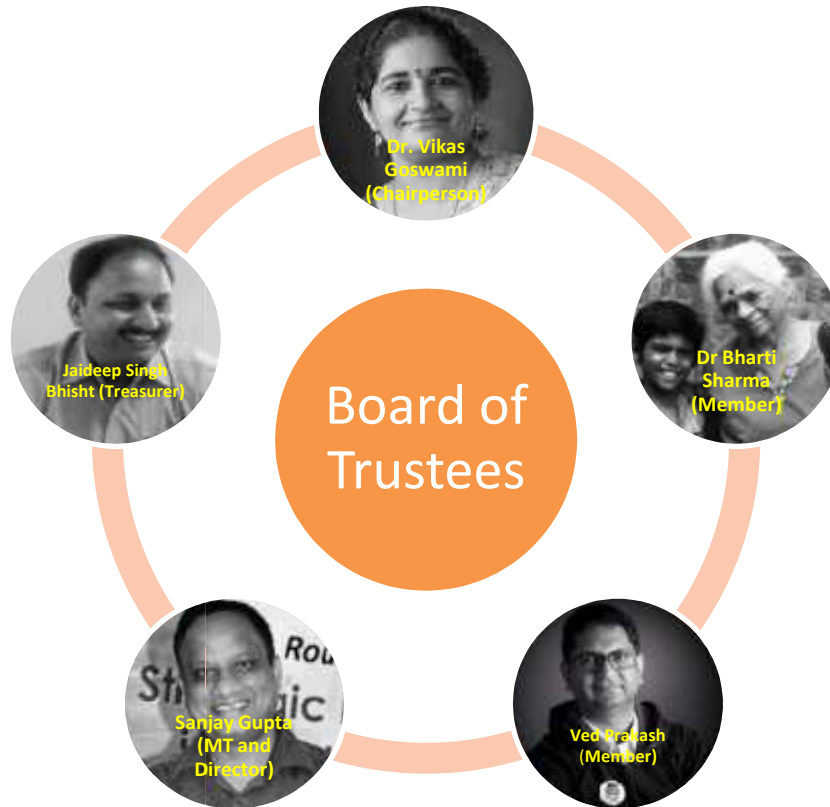 Dr. Vikas
Goswami
(Chairperson)
Dr Bharti
Sharma
(Member)
Ved Prakash
(Member)
Sanjay Gupta
(MT and
Director)
Jaideep Singh
Bhisht (Treasurer)
Board of
Trustees
Rou